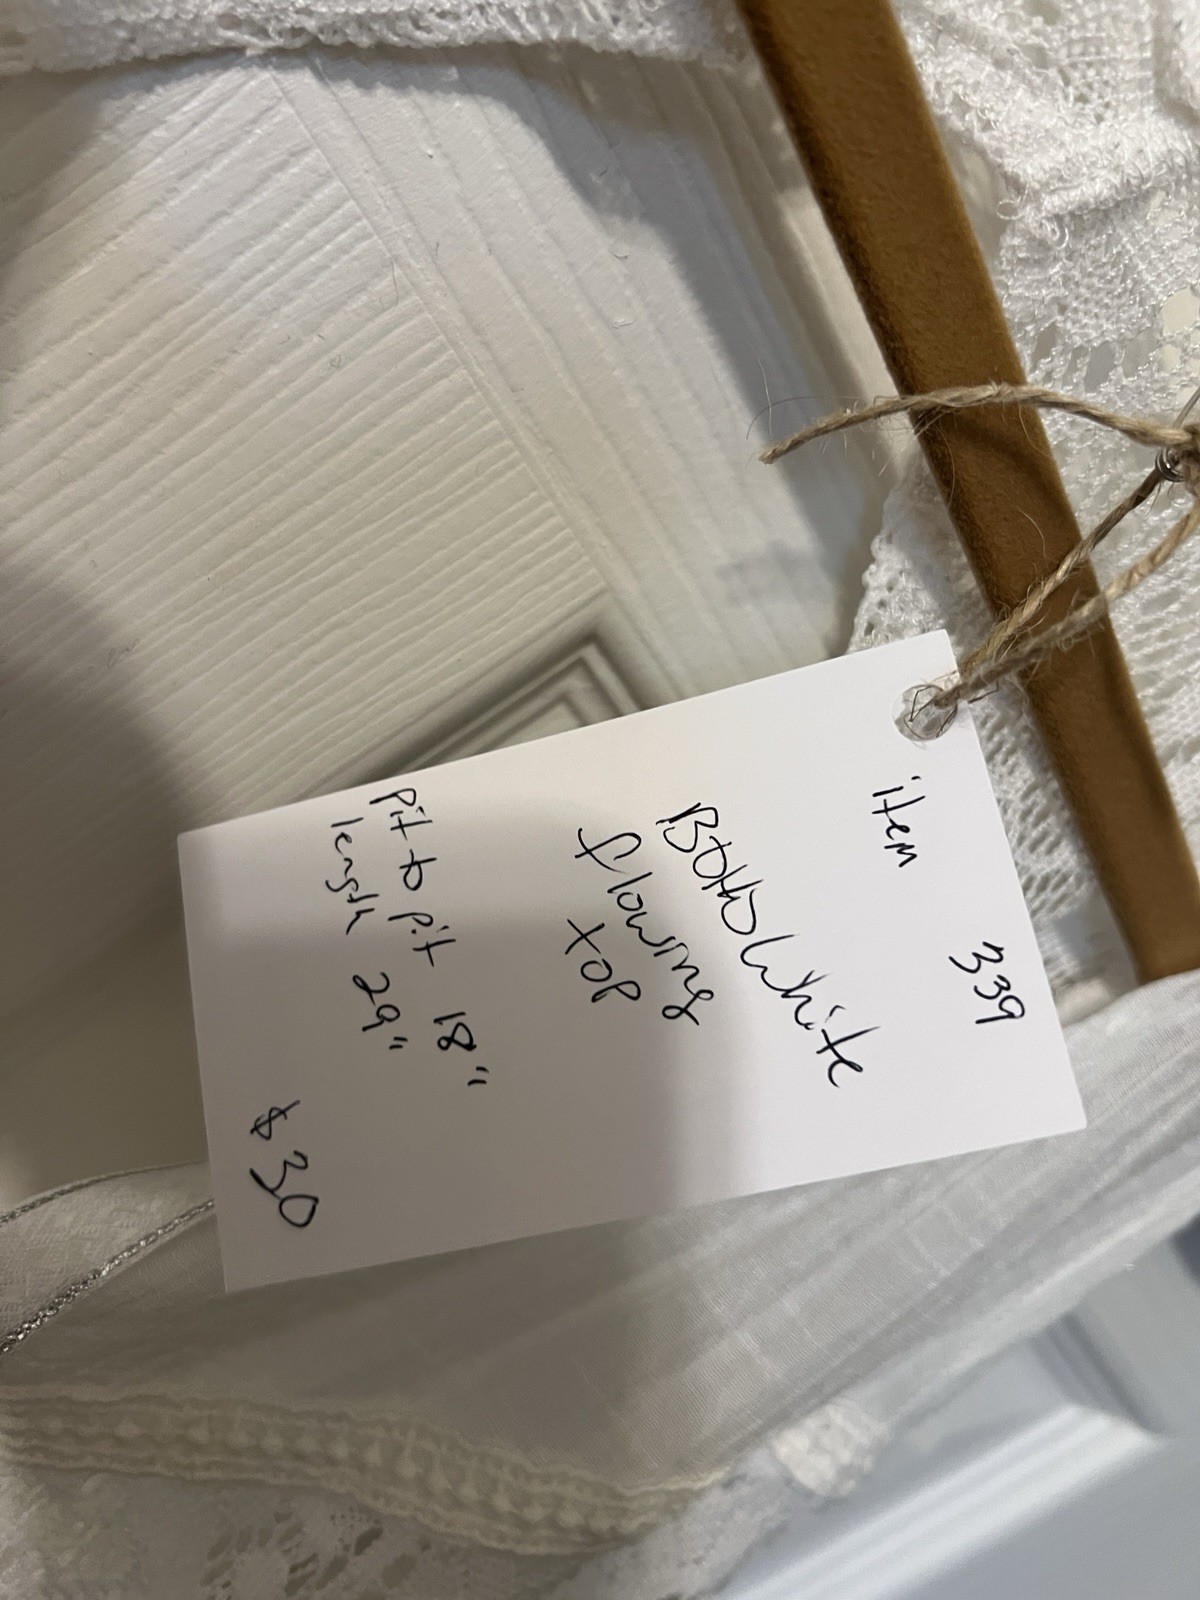 item 339
BoHo White
flowing
top
Pit to pit 18"
length 29"
$30